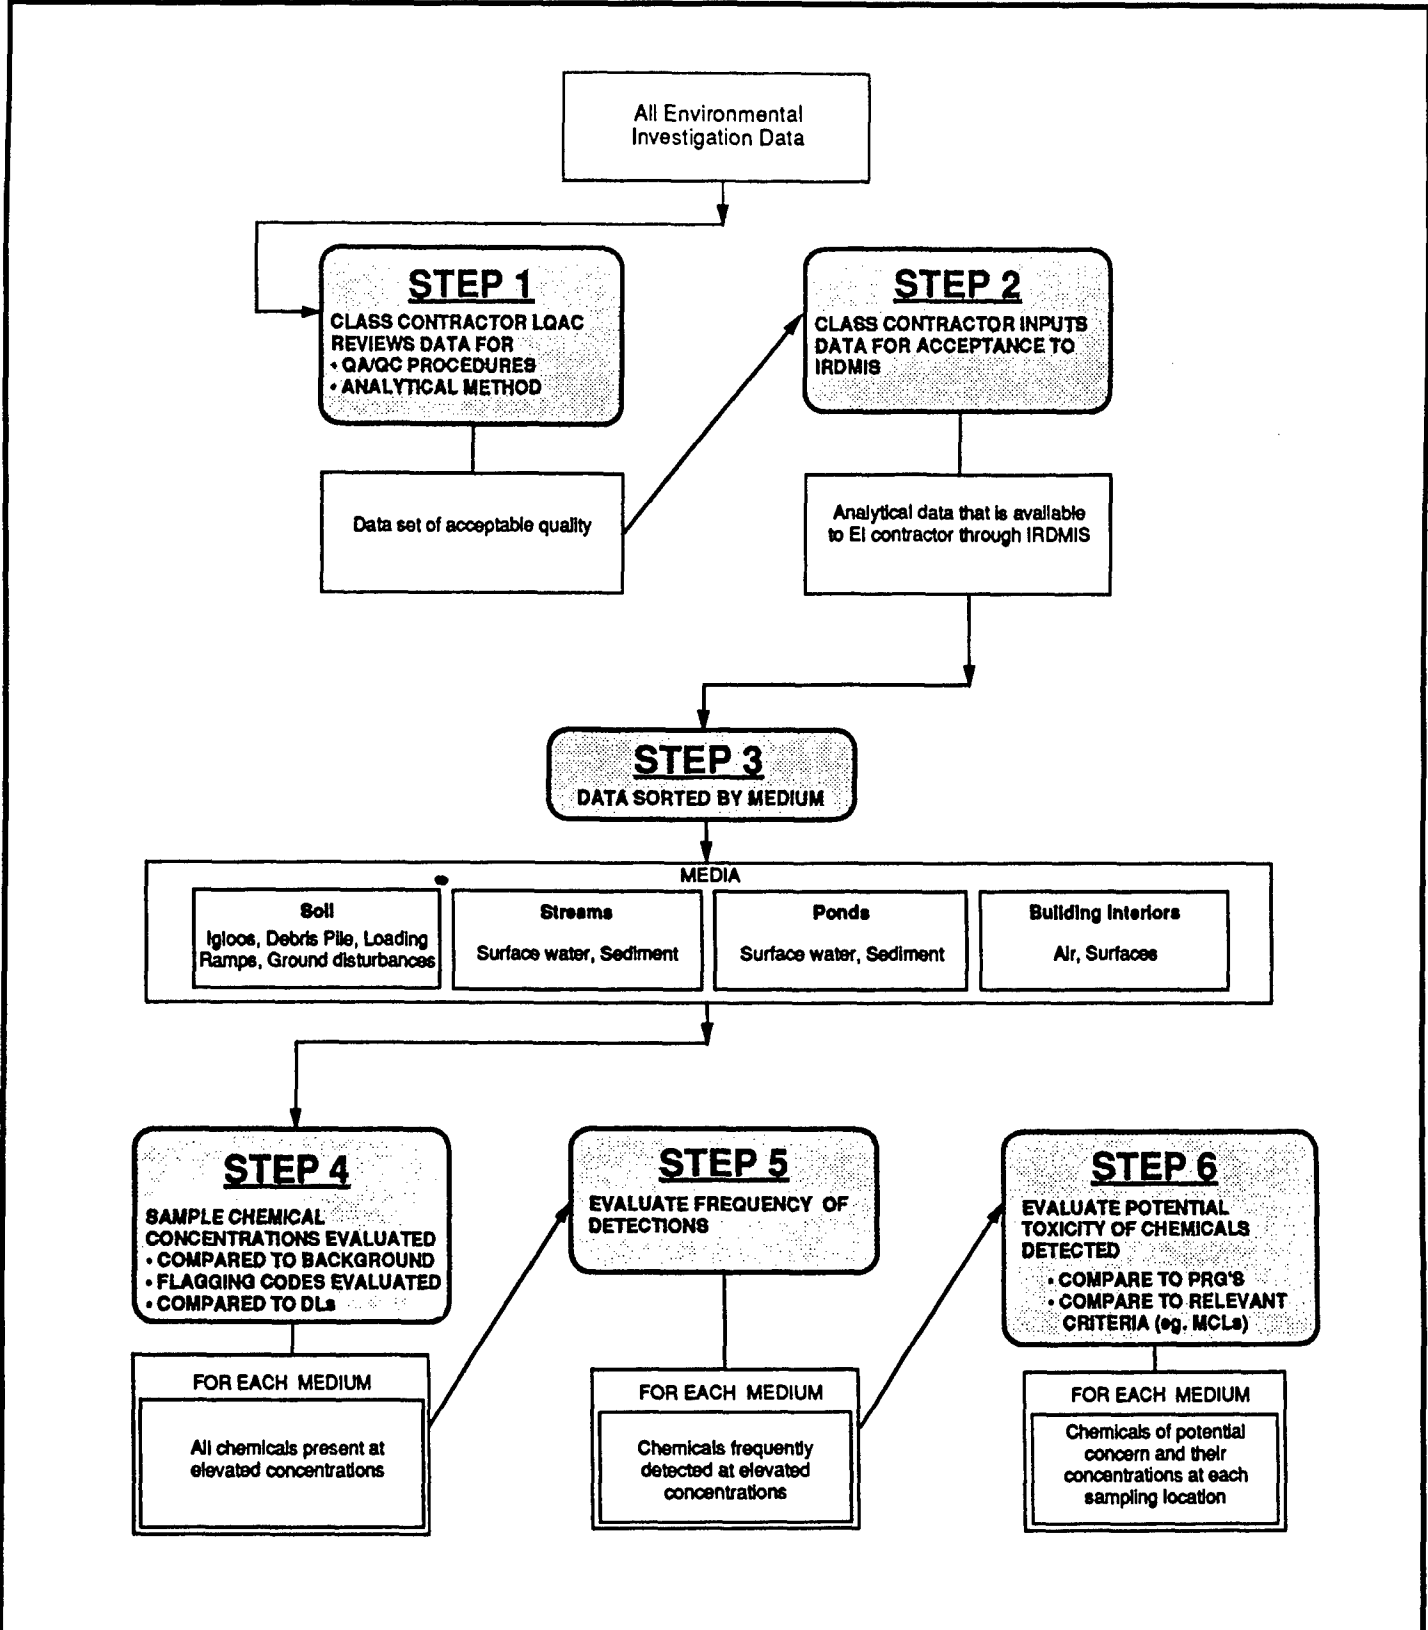 All Environmental
Investigation Data
STEP 1
CLASS CONTRACTOR LQAC
REVIEWS DATA FOR
• QA/QC PROCEDURES
• ANALYTICAL METHOD
STEP 2
CLASS CONTRACTOR INPUTS
DATA FOR ACCEPTANCE TO
IRDMIS
Data set of acceptable quality
Analytical data that is available
to EI contractor through IRDMIS
STEP 3
DATA SORTED BY MEDIUM
MEDIA
Soil
Igloos, Debris Pile, Loading
Ramps, Ground disturbances
Streams
Surface water, Sediment
Ponds
Surface water, Sediment
Building Interiors
Air, Surfaces
STEP 4
SAMPLE CHEMICAL
CONCENTRATIONS EVALUATED
• COMPARED TO BACKGROUND
• FLAGGING CODES EVALUATED
• COMPARED TO DLs
STEP 5
EVALUATE FREQUENCY OF
DETECTIONS
STEP 6
EVALUATE POTENTIAL
TOXICITY OF CHEMICALS
DETECTED
• COMPARE TO PRG'S
• COMPARE TO RELEVANT
CRITERIA (eg. MCLs)
FOR EACH MEDIUM
All chemicals present at
elevated concentrations
FOR EACH MEDIUM
Chemicals frequently
detected at elevated
concentrations
FOR EACH MEDIUM
Chemicals of potential
concern and their
concentrations at each
sampling location